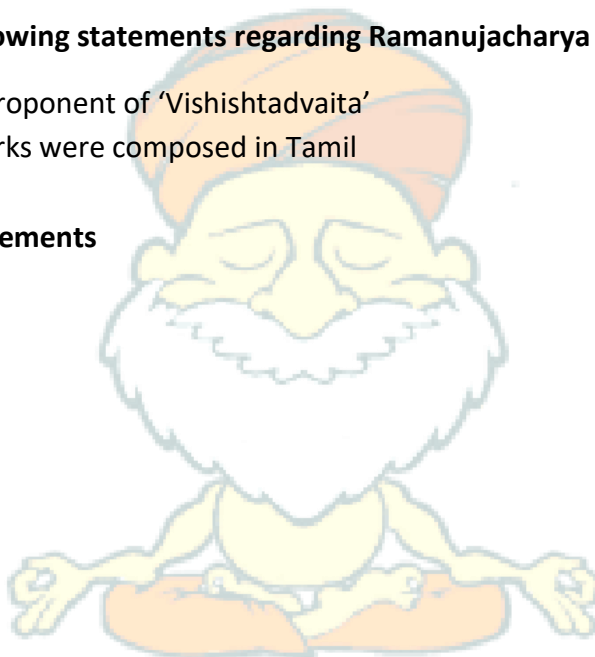 owing statements regarding Ramanujacharya
roponent of ‘Vishishtadvaita’
rks were composed in Tamil
ements